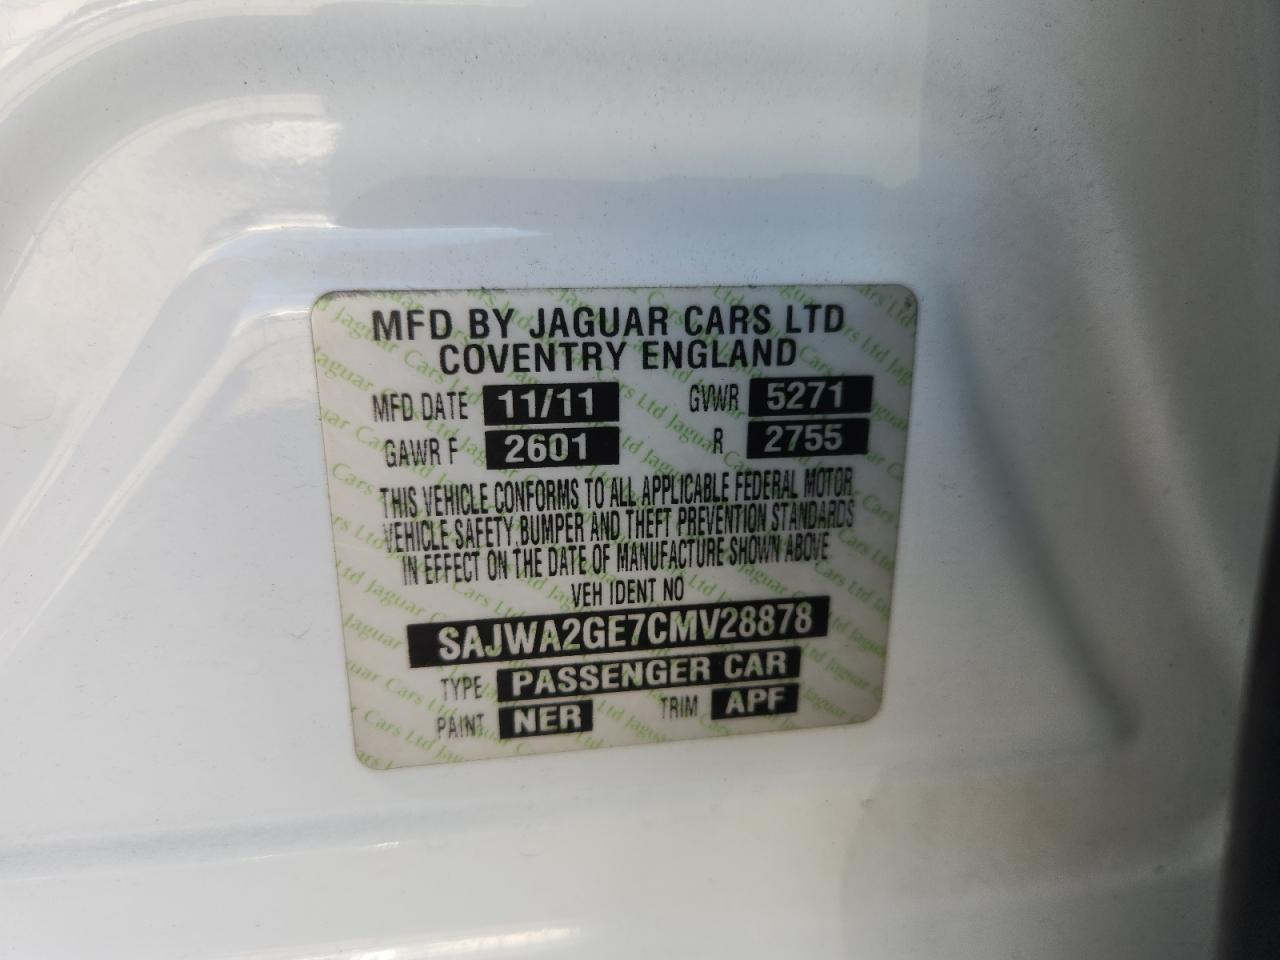 MFD BY JAGUAR CARS LTD
COVENTRY ENGLAND
MFD DATE 11/11 GVWR 5271
GAWR F 2601 R 2755
THIS VEHICLE CONFORMS TO ALL APPLICABLE FEDERAL MOTOR
VEHICLE SAFETY, BUMPER AND THEFT PREVENTION STANDARDS
IN EFFECT ON THE DATE OF MANUFACTURE SHOWN ABOVE
VEH IDENT NO
SAJWA2GE7CMV28878
TYPE PASSENGER CAR
PAINT NER TRIM APF